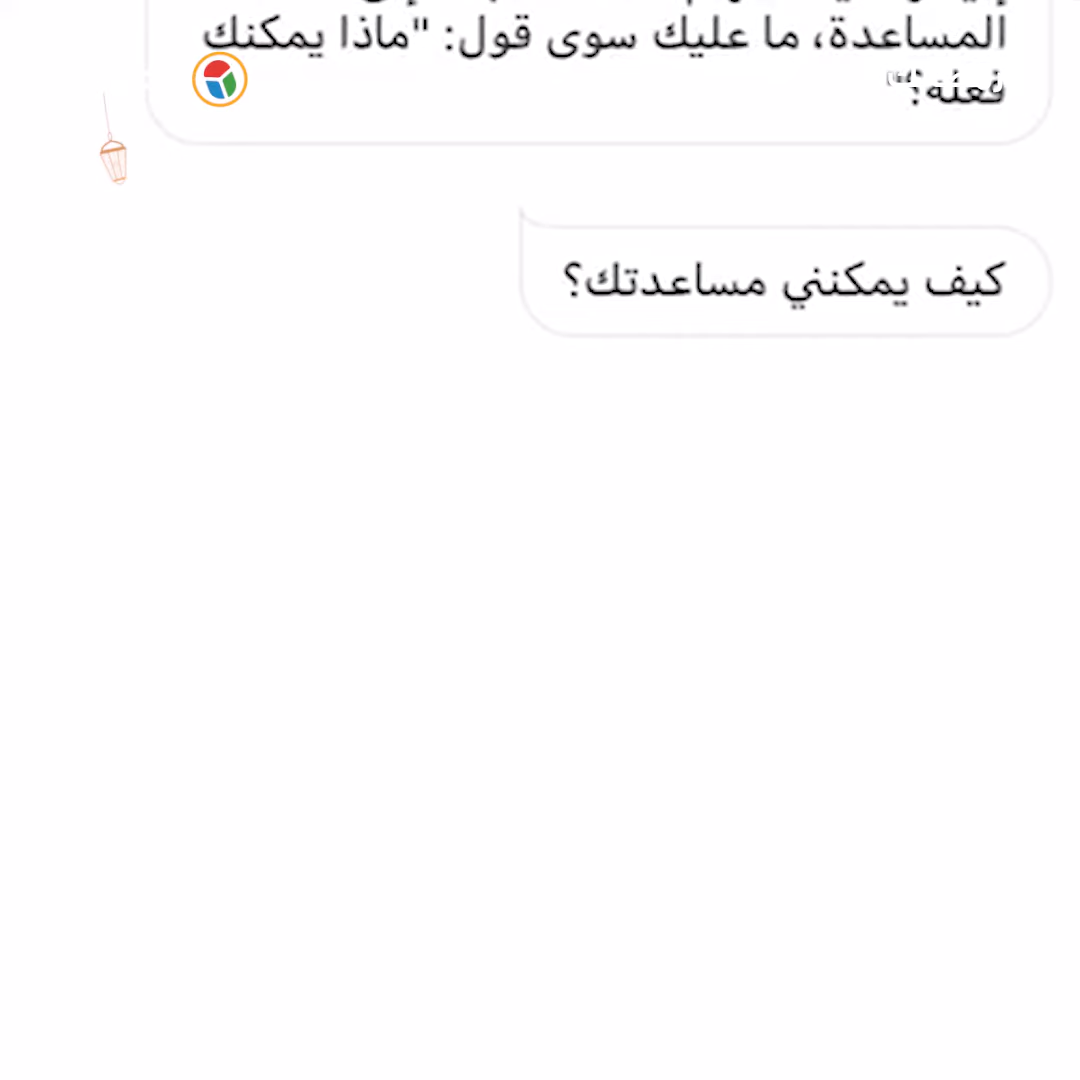 المساعدة، ما عليك سوى قول: "ماذا يمكنك
فعله؟"
كيف يمكنني مساعدتك؟